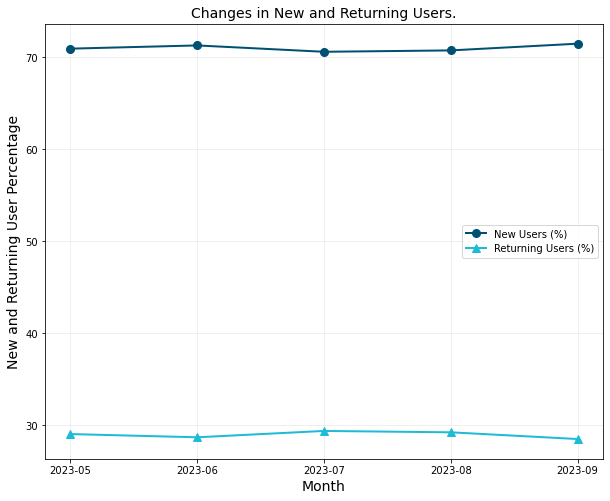 Changes in New and Returning Users.
New and Returning User Percentage
70
60
50
40
30
New Users (%)
Returning Users (%)
2023-05 2023-06 2023-07 2023-08 2023-09
Month